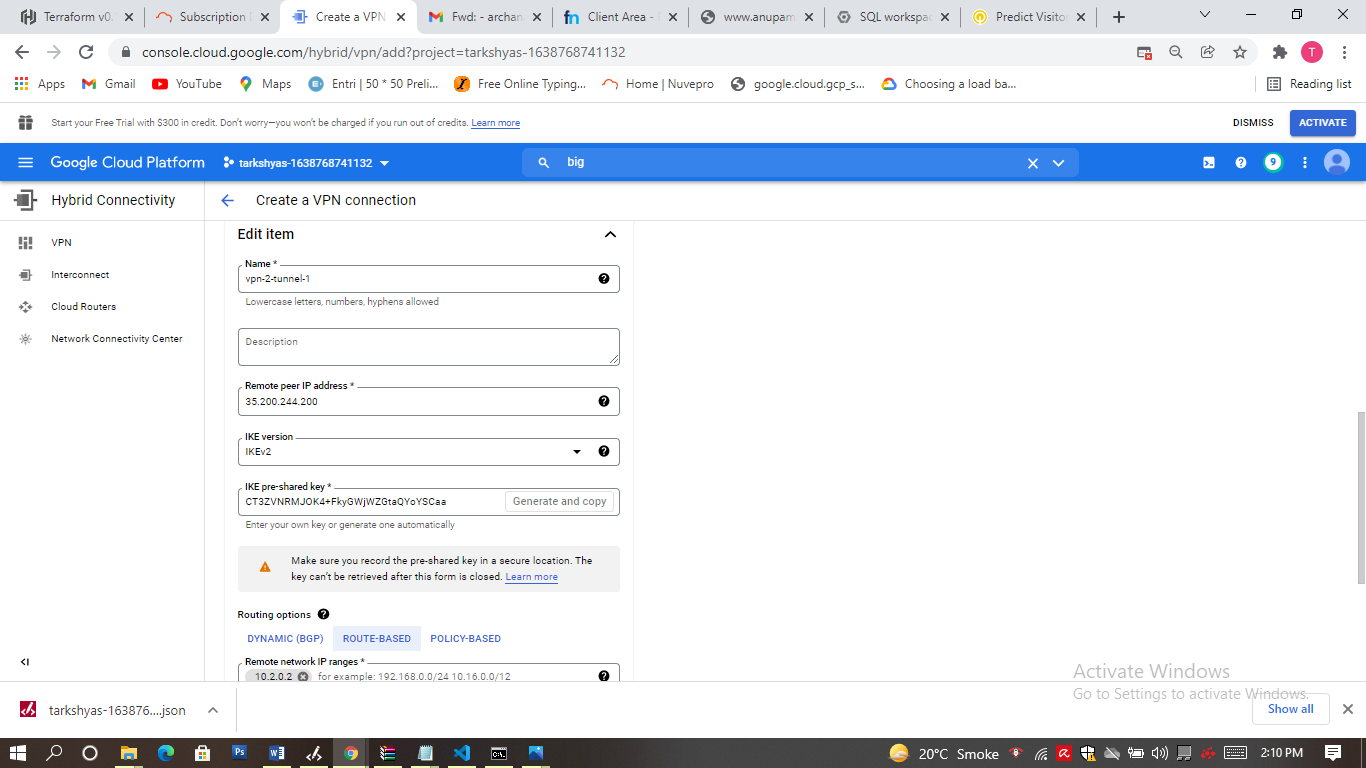 Terraform v0.
Subscription
Create a VPN
Fwd: - archan
Client Area -
www.anupam
SQL workspac
Predict Visito
console.cloud.google.com/hybrid/vpn/add?project=tarkshyas-1638768741132
T
Apps
Gmail
YouTube
Maps
Entri | 50 * 50 Preli...
Free Online Typing...
Home | Nuvepro
google.cloud.gcp_s...
Choosing a load ba...
Reading list
Start your Free Trial with $300 in credit. Don't worry—you won't be charged if you run out of credits. Learn more
DISMISS
ACTIVATE
Google Cloud Platform
tarkshyas-1638768741132
big
9
Hybrid Connectivity
Create a VPN connection
VPN
Interconnect
Cloud Routers
Network Connectivity Center
Edit item
Name *
vpn-2-tunnel-1
Lowercase letters, numbers, hyphens allowed
Description
Remote peer IP address *
35.200.244.200
IKE version
IKEv2
IKE pre-shared key *
CT3ZVNRMJOK4+FkyGWjWZGtaQYoYSCaa
Generate and copy
Enter your own key or generate one automatically
Make sure you record the pre-shared key in a secure location. The
key can't be retrieved after this form is closed. Learn more
Routing options
DYNAMIC (BGP)
ROUTE-BASED
POLICY-BASED
Remote network IP ranges *
10.2.0.2
for example: 192.168.0.0/24 10.16.0.0/12
Activate Windows
Go to Settings to activate Windows.
tarkshyas-163876....json
Show all
20°C Smoke
2:10 PM